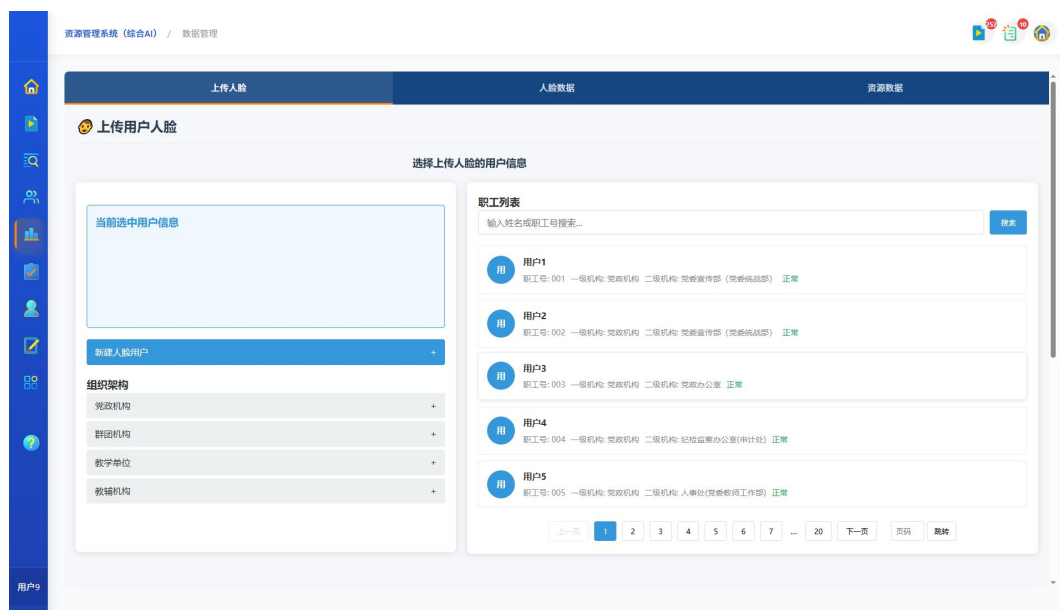 资源管理系统（综合AI） / 数据管理
252
10
上传人脸 人脸数据 资源数据
上传用户人脸
选择上传人脸的用户信息
当前选中用户信息
新建人脸用户 +
组织架构
党政机构 +
群团机构 +
教学单位 +
教辅机构 +
职工列表
输入姓名或职工号搜索... 搜索
用 用户1
职工号: 001 一级机构: 党政机构 二级机构: 党委宣传部（党委统战部） 正常
用 用户2
职工号: 002 一级机构: 党政机构 二级机构: 党委宣传部（党委统战部） 正常
用 用户3
职工号: 003 一级机构: 党政机构 二级机构: 党政办公室 正常
用 用户4
职工号: 004 一级机构: 党政机构 二级机构: 纪检监察办公室(审计处) 正常
用 用户5
职工号: 005 一级机构: 党政机构 二级机构: 人事处(党委教师工作部) 正常
上一页 1 2 3 4 5 6 7 ... 20 下一页 页码 跳转
用户9